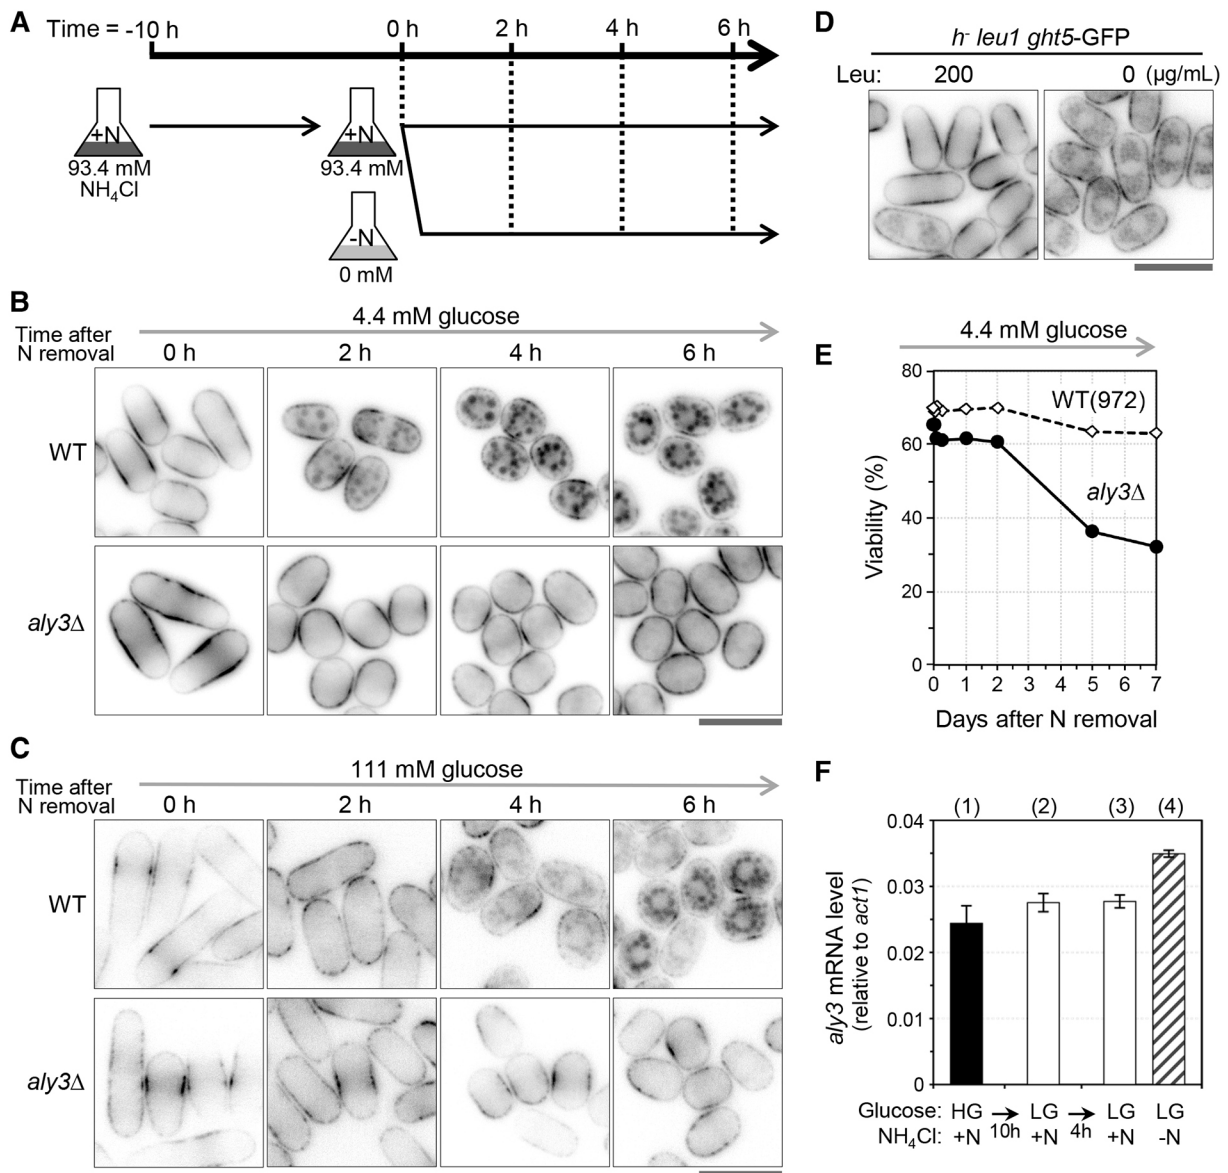 A
Time = -10 h
0 h
2 h
4 h
6 h
+N
93.4 mM
NH4Cl
+N
93.4 mM
-N
0 mM
B
4.4 mM glucose
Time after
N removal
0 h
2 h
4 h
6 h
WT
aly3Δ
C
111 mM glucose
Time after
N removal
0 h
2 h
4 h
6 h
WT
aly3Δ
D
h- leu1 ght5-GFP
Leu: 200 0 (µg/mL)
E
4.4 mM glucose
80
60
40
20
0
Viability (%)
WT(972)
aly3Δ
0 1 2 3 4 5 6 7
Days after N removal
F
(1) (2) (3) (4)
0.04
0.03
0.02
0.01
0
aly3 mRNA level
(relative to act1)
Glucose: HG LG LG LG
10h 4h
NH4Cl: +N +N +N -N